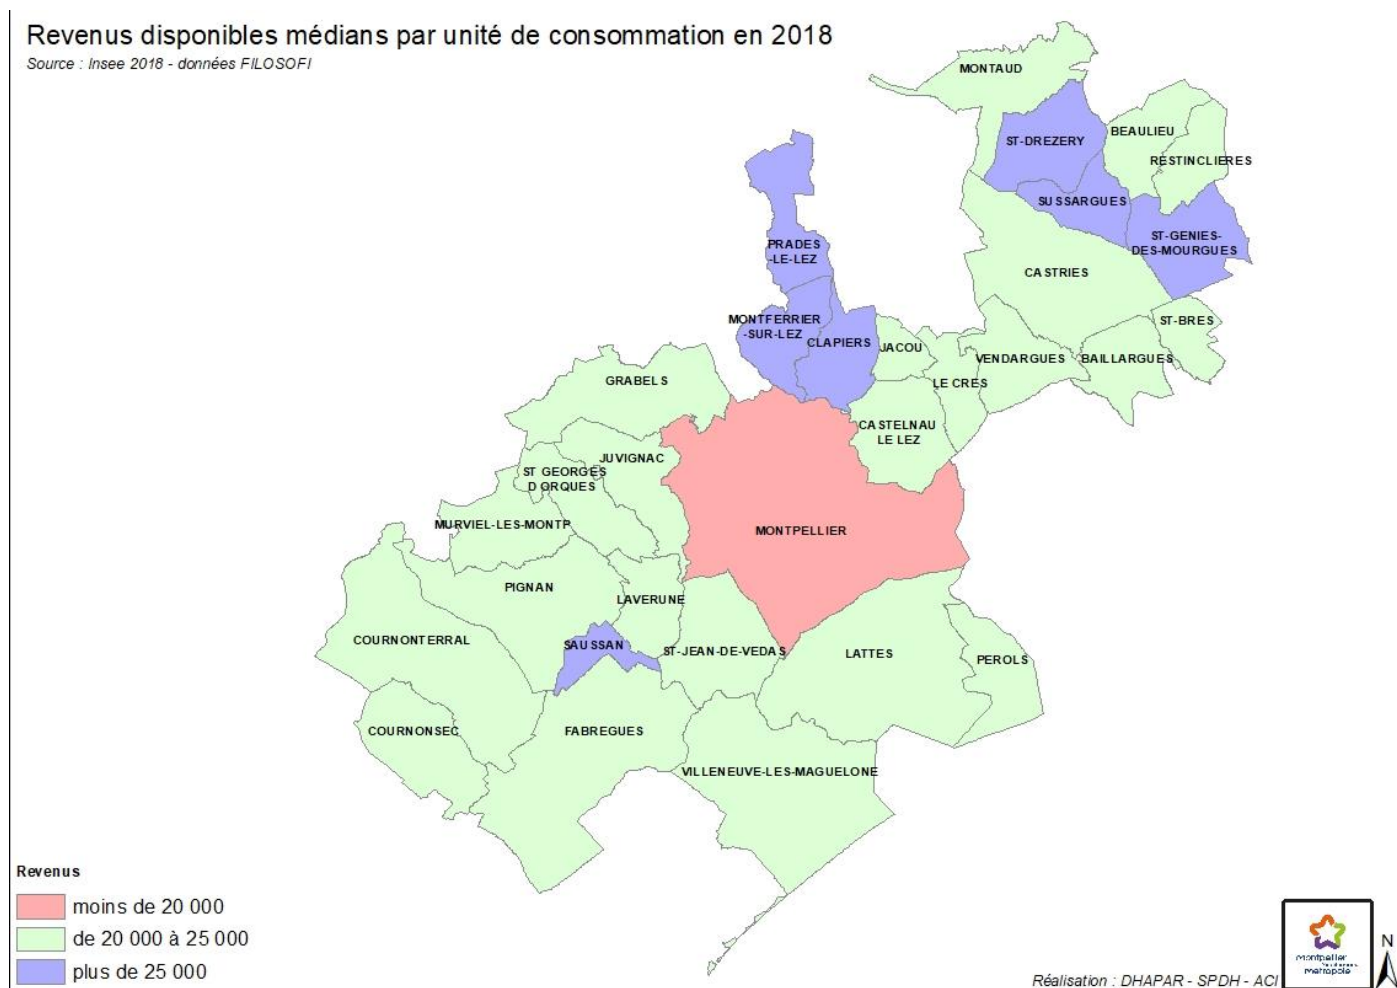 Revenus disponibles médians par unité de consommation en 2018
Source : Insee 2018 - données FILOSOFI
MONTAUD
ST-DREZERY
BEAULIEU
RESTINCLIERES
SUSSARGUES
ST-GENIES-
DES-MOURGUES
PRADES
-LE-LEZ
CASTRIES
MONTFERRIER
-SUR-LEZ
CLAPIERS
JACOU
ST-BRES
VENDARGUES
BAILLARGUES
GRABELS
LE CRES
CASTELNAU
LE LEZ
JUVIGNAC
ST GEORGES
D ORQUES
MURVIEL-LES-MONTP
MONTPELLIER
PIGNAN
LAVERUNE
COURNONTERRAL
SAUSSAN
ST-JEAN-DE-VEDAS
LATTES
PEROLS
COURNONSEC
FABREGUES
VILLENEUVE-LES-MAGUELONE
Revenus
moins de 20 000
de 20 000 à 25 000
plus de 25 000
montpellier
métropole
N
Réalisation : DHAPAR - SPDH - ACI